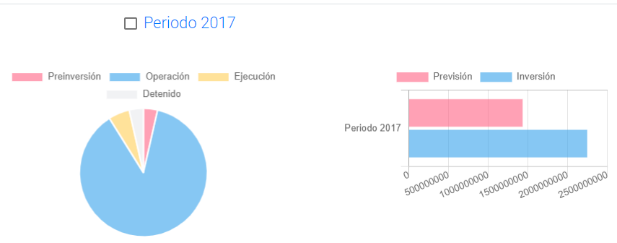 Periodo 2017
Preinversión Operación Ejecución
Detenido
Previsión Inversión
Periodo 2017
0 500000000 1000000000 1500000000 2000000000 2500000000